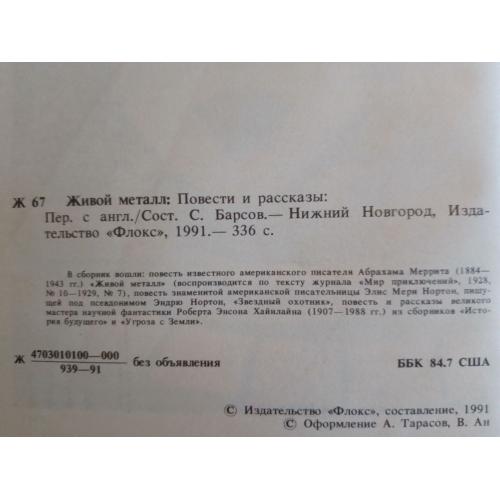 Ж 67 Живой металл: Повести и рассказы:
Пер. с англ./Сост. С. Барсов.— Нижний Новгород, Изда-
тельство «Флокс», 1991.— 336 с.
В сборник вошли: повесть известного американского писателя Абрахама Меррита (1884—
1943 гг.) «Живой металл» (воспроизводится по тексту журнала «Мир приключений», 1928,
№ 10—1929, № 7), повесть знаменитой американской писательницы Элис Мери Нортон, пишу-
щей под псевдонимом Эндрю Нортон, «Звездный охотник», повесть и рассказы великого
мастера научной фантастики Роберта Энсона Хайнлайна (1907—1988 гг.) из сборников «Исто-
рия будущего» и «Угроза с Земли».
Ж 4703010100—000
939—91 без объявления
ББК 84.7 США
© Издательство «Флокс», составление, 1991
© Оформление А. Тарасов, В. Ан